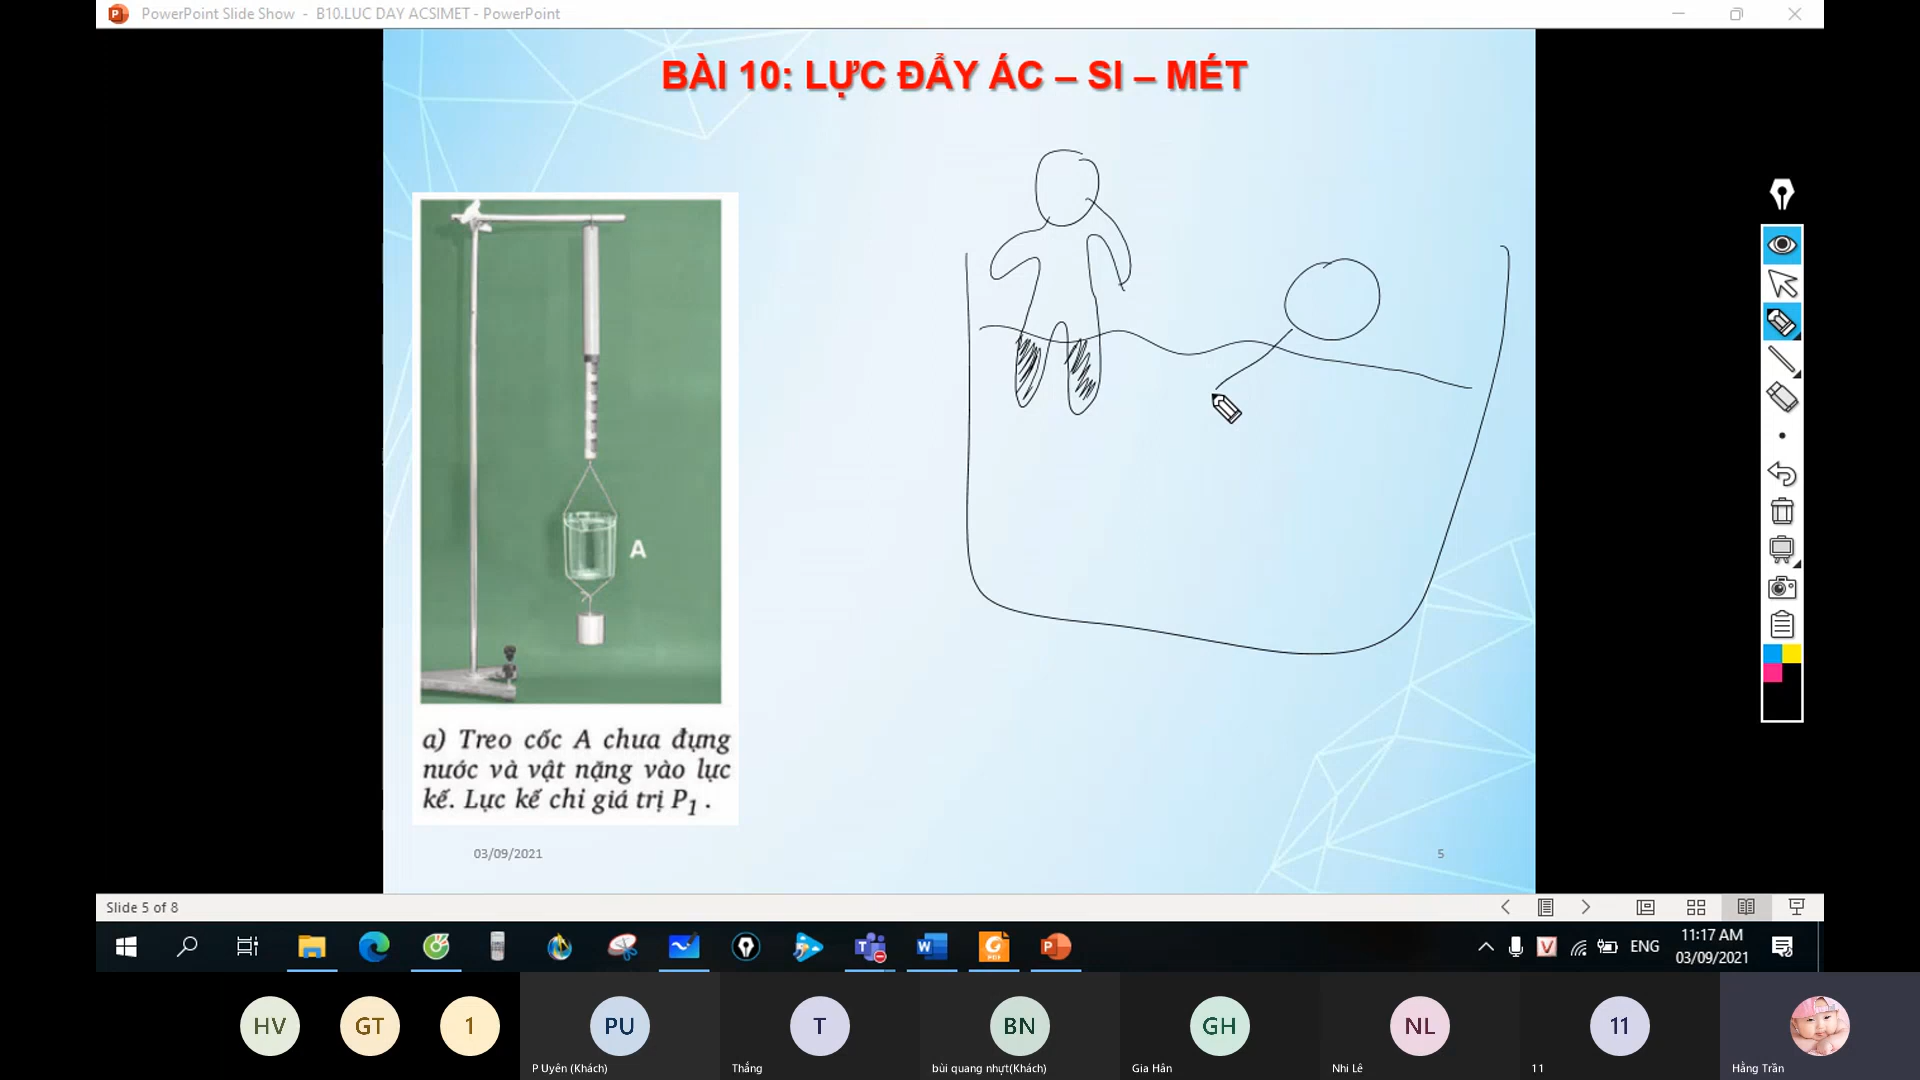 PowerPoint Slide Show - B10.LUC DAY ACSIMET - PowerPoint
BÀI 10: LỰC ĐẨY ÁC – SI – MÉT
A
a) Treo cốc A chưa đựng
nước và vật nặng vào lực
kế. Lực kế chỉ giá trị P1 .
03/09/2021
5
Slide 5 of 8
ENG
11:17 AM
03/09/2021
HV
GT
1
PU
T
BN
GH
NL
11
P Uyên (Khách)
Thắng
bùi quang nhựt(Khách)
Gia Hân
Nhi Lê
11
Hằng Trần